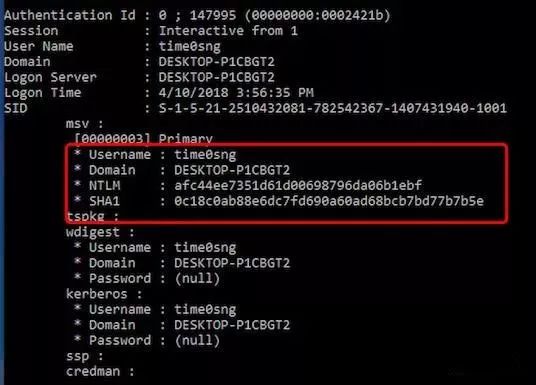 Authentication Id : 0 ; 147995 (00000000:0002421b)
Session : Interactive from 1
User Name : time0sng
Domain : DESKTOP-P1CBGT2
Logon Server : DESKTOP-P1CBGT2
Logon Time : 4/10/2018 3:56:35 PM
SID : S-1-5-21-2510432081-782542367-1407431940-1001
msv :
[00000003] Primary
* Username : time0sng
* Domain : DESKTOP-P1CBGT2
* NTLM : afc44ee7351d61d00698796da06b1ebf
* SHA1 : 0c18c0ab88e6dc7fd690a60ad68bcb7bd77b7b5e
tspkg :
wdigest :
* Username : time0sng
* Domain : DESKTOP-P1CBGT2
* Password : (null)
kerberos :
* Username : time0sng
* Domain : DESKTOP-P1CBGT2
* Password : (null)
ssp :
credman :